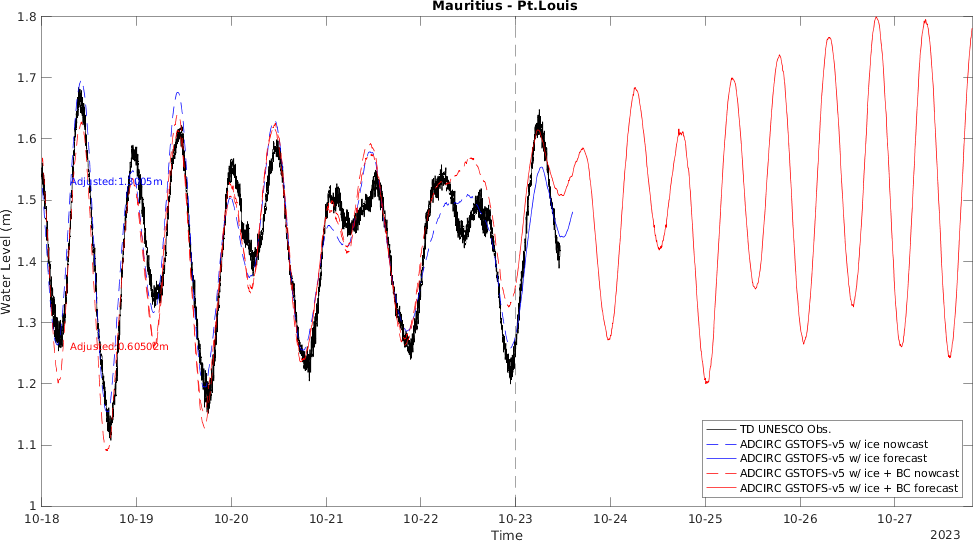 Mauritius - Pt.Louis
Water Level (m)
1.8
1.7
1.6
1.5
1.4
1.3
1.2
1.1
1
Adjusted:0.60502m
TD UNESCO Obs.
ADCIRC GSTOFS-v5 w/ ice nowcast
ADCIRC GSTOFS-v5 w/ ice forecast
ADCIRC GSTOFS-v5 w/ ice + BC nowcast
ADCIRC GSTOFS-v5 w/ ice + BC forecast
10-18 10-19 10-20 10-21 10-22 10-23 10-24 10-25 10-26 10-27
Time
2023